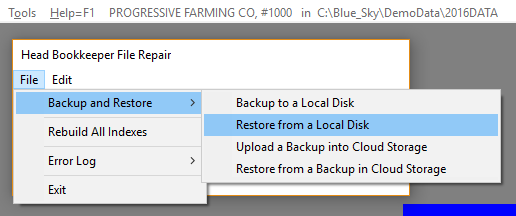 Tools Help=F1 PROGRESSIVE FARMING CO, #1000 in C:\Blue_Sky\DemoData\2016DATA
Head Bookkeeper File Repair
File Edit
Backup and Restore >
Backup to a Local Disk
Restore from a Local Disk
Upload a Backup into Cloud Storage
Restore from a Backup in Cloud Storage
Rebuild All Indexes
Error Log >
Exit